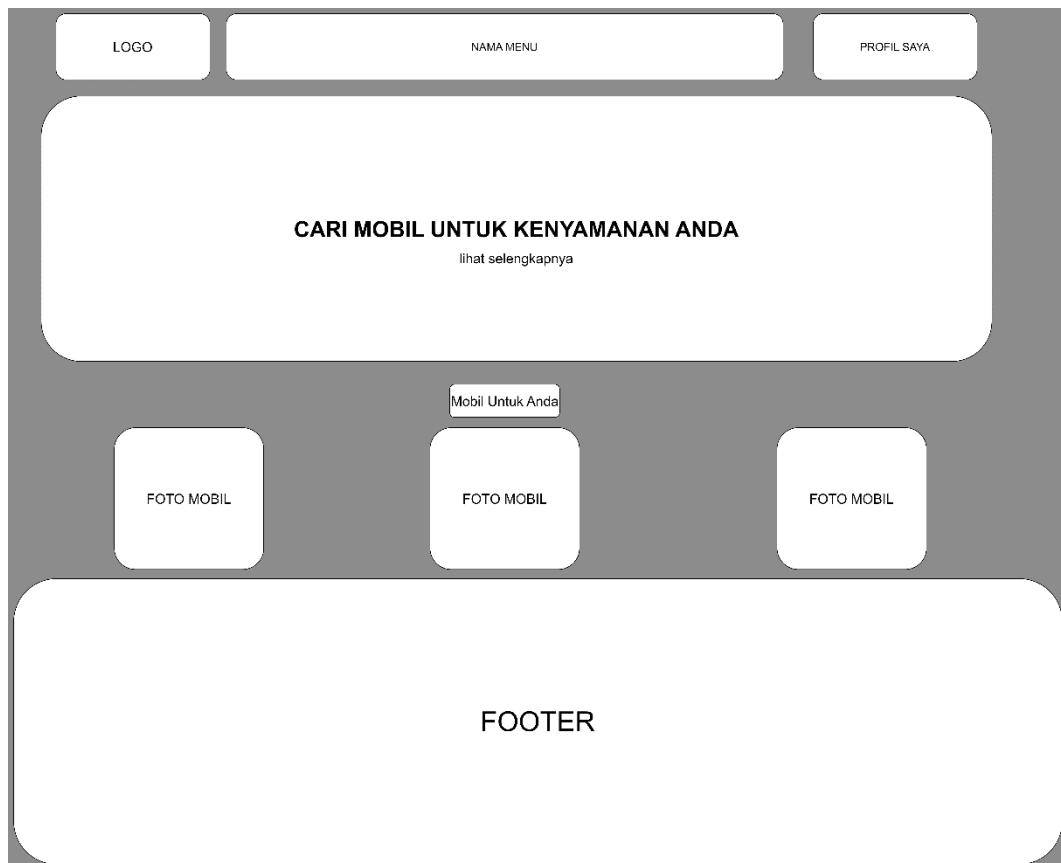 LOGO
NAMA MENU
PROFIL SAYA
CARI MOBIL UNTUK KENYAMANAN ANDA
lihat selengkapnya
Mobil Untuk Anda
FOTO MOBIL
FOTO MOBIL
FOTO MOBIL
FOOTER